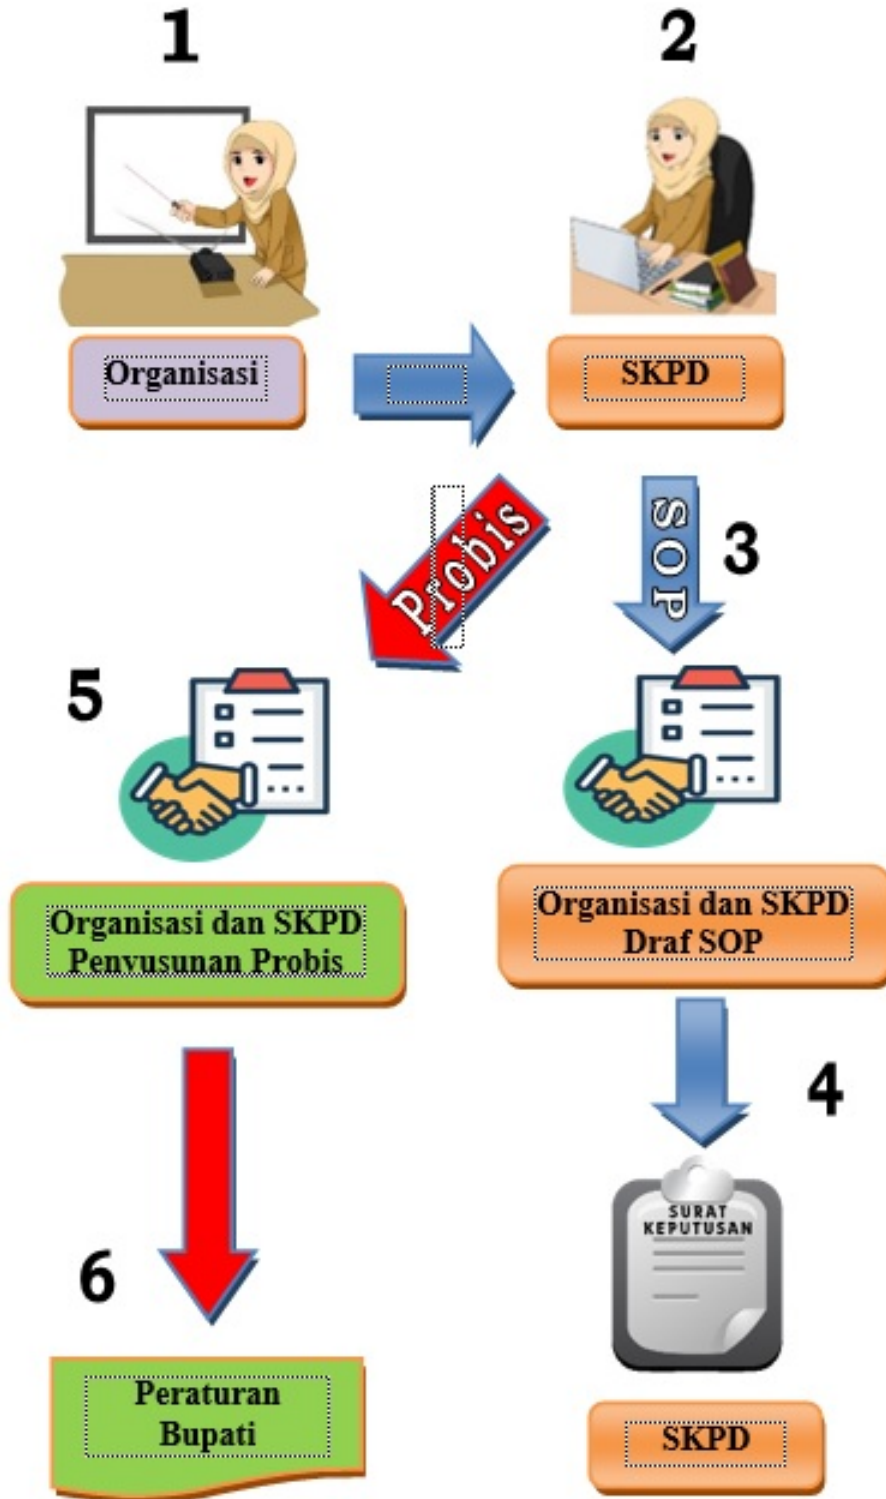 1
2
Organisasi
SKPD
Probis
SOP
3
5
Organisasi dan SKPD
Penyusunan Probis
Organisasi dan SKPD
Draf SOP
4
SURAT
KEPUTUSAN
6
Peraturan
Bupati
SKPD